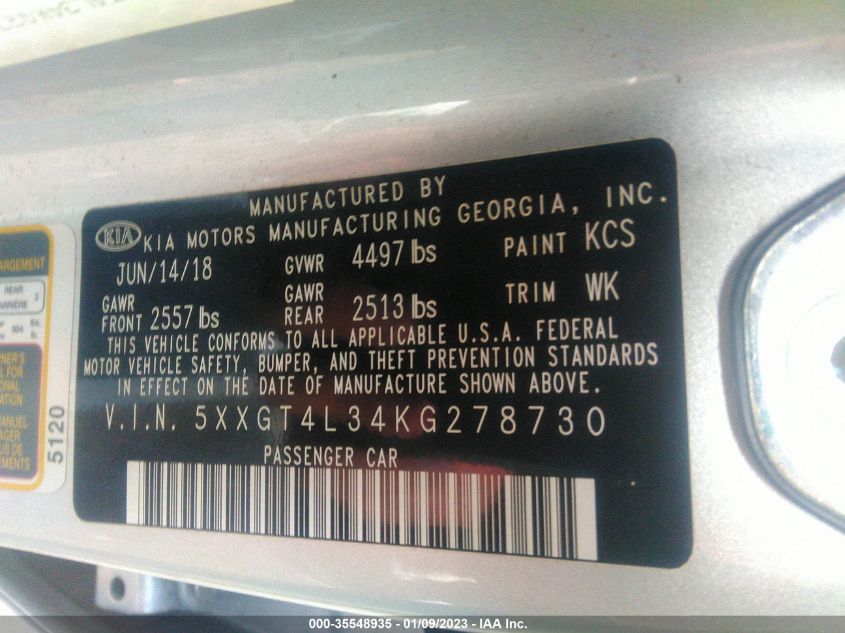 MANUFACTURED BY
KIA
KIA MOTORS MANUFACTURING GEORGIA, INC.
JUN/14/18 GVWR 4497 lbs PAINT KCS
GAWR FRONT 2557 lbs GAWR REAR 2513 lbs TRIM WK
THIS VEHICLE CONFORMS TO ALL APPLICABLE U.S.A. FEDERAL
MOTOR VEHICLE SAFETY, BUMPER, AND THEFT PREVENTION STANDARDS
IN EFFECT ON THE DATE OF MANUFACTURE SHOWN ABOVE.
V.I.N. 5XXGT4L34KG278730
PASSENGER CAR
REAR 3
5120
000-35548935 - 01/09/2023 - IAA Inc.